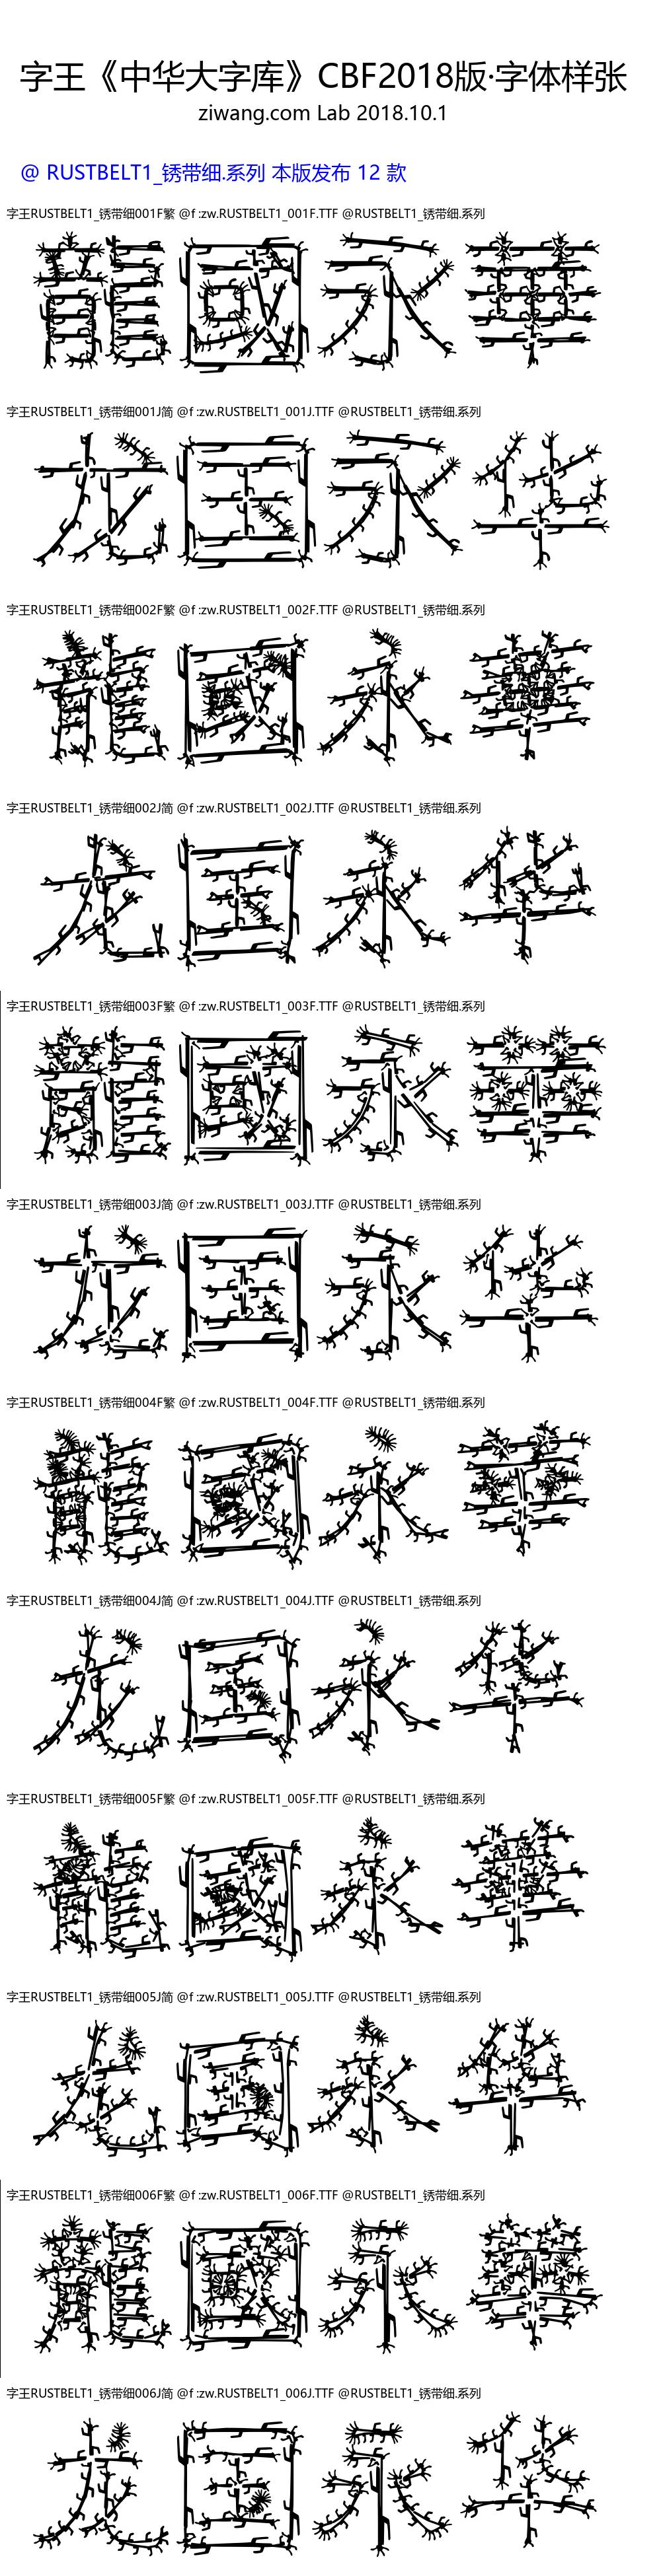 字王《中华大字库》CBF2018版·字体样张
ziwang.com Lab 2018.10.1
@ RUSTBELT1_锈带细.系列 本版发布 12 款
字王RUSTBELT1_锈带细001F繁 @f :zw.RUSTBELT1_001F.TTF @RUSTBELT1_锈带细.系列
龍國永華
字王RUSTBELT1_锈带细001J简 @f :zw.RUSTBELT1_001J.TTF @RUSTBELT1_锈带细.系列
龙国永华
字王RUSTBELT1_锈带细002F繁 @f :zw.RUSTBELT1_002F.TTF @RUSTBELT1_锈带细.系列
龍國永華
字王RUSTBELT1_锈带细002J简 @f :zw.RUSTBELT1_002J.TTF @RUSTBELT1_锈带细.系列
龙国永华
字王RUSTBELT1_锈带细003F繁 @f :zw.RUSTBELT1_003F.TTF @RUSTBELT1_锈带细.系列
龍國永華
字王RUSTBELT1_锈带细003J简 @f :zw.RUSTBELT1_003J.TTF @RUSTBELT1_锈带细.系列
龙国永华
字王RUSTBELT1_锈带细004F繁 @f :zw.RUSTBELT1_004F.TTF @RUSTBELT1_锈带细.系列
龍國永華
字王RUSTBELT1_锈带细004J简 @f :zw.RUSTBELT1_004J.TTF @RUSTBELT1_锈带细.系列
龙国永华
字王RUSTBELT1_锈带细005F繁 @f :zw.RUSTBELT1_005F.TTF @RUSTBELT1_锈带细.系列
龍國永華
字王RUSTBELT1_锈带细005J简 @f :zw.RUSTBELT1_005J.TTF @RUSTBELT1_锈带细.系列
龙国永华
字王RUSTBELT1_锈带细006F繁 @f :zw.RUSTBELT1_006F.TTF @RUSTBELT1_锈带细.系列
龍國永華
字王RUSTBELT1_锈带细006J简 @f :zw.RUSTBELT1_006J.TTF @RUSTBELT1_锈带细.系列
龙国永华